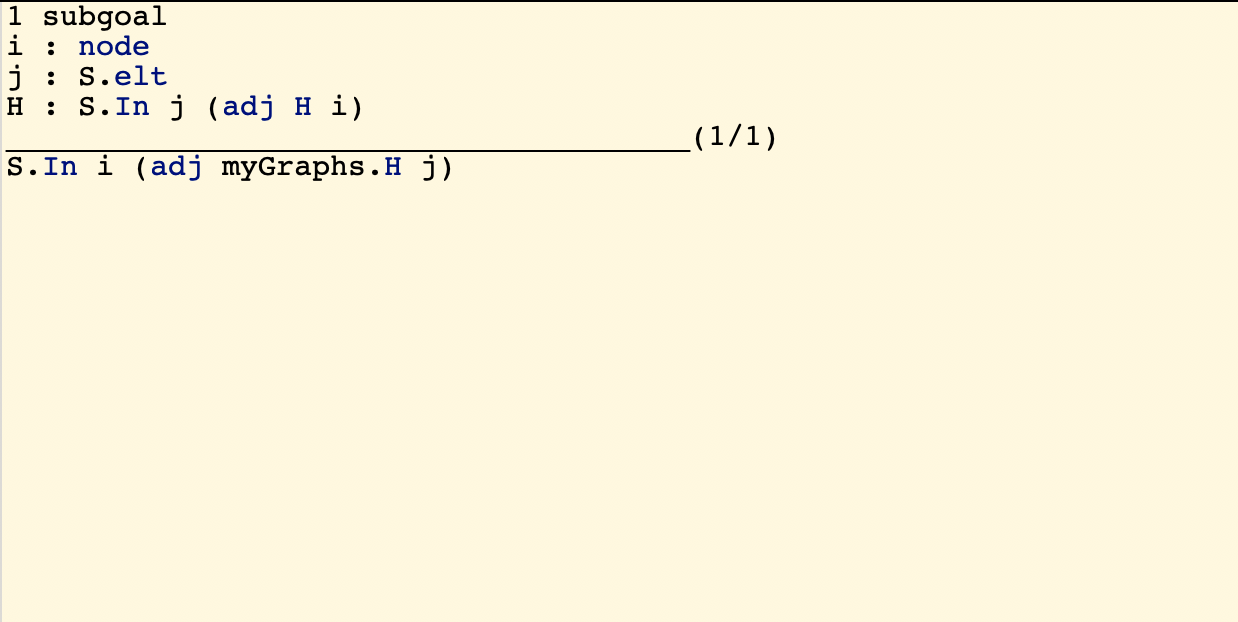 1 subgoal
i : node
j : S.elt
H : S.In j (adj H i)
______________________________________(1/1)
S.In i (adj myGraphs.H j)